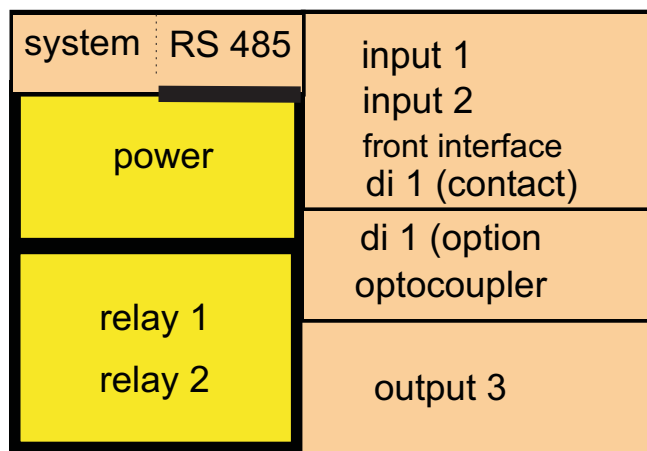 system RS 485
power
relay 1
relay 2
input 1
input 2
front interface
di 1 (contact)
di 1 (option
optocoupler
output 3